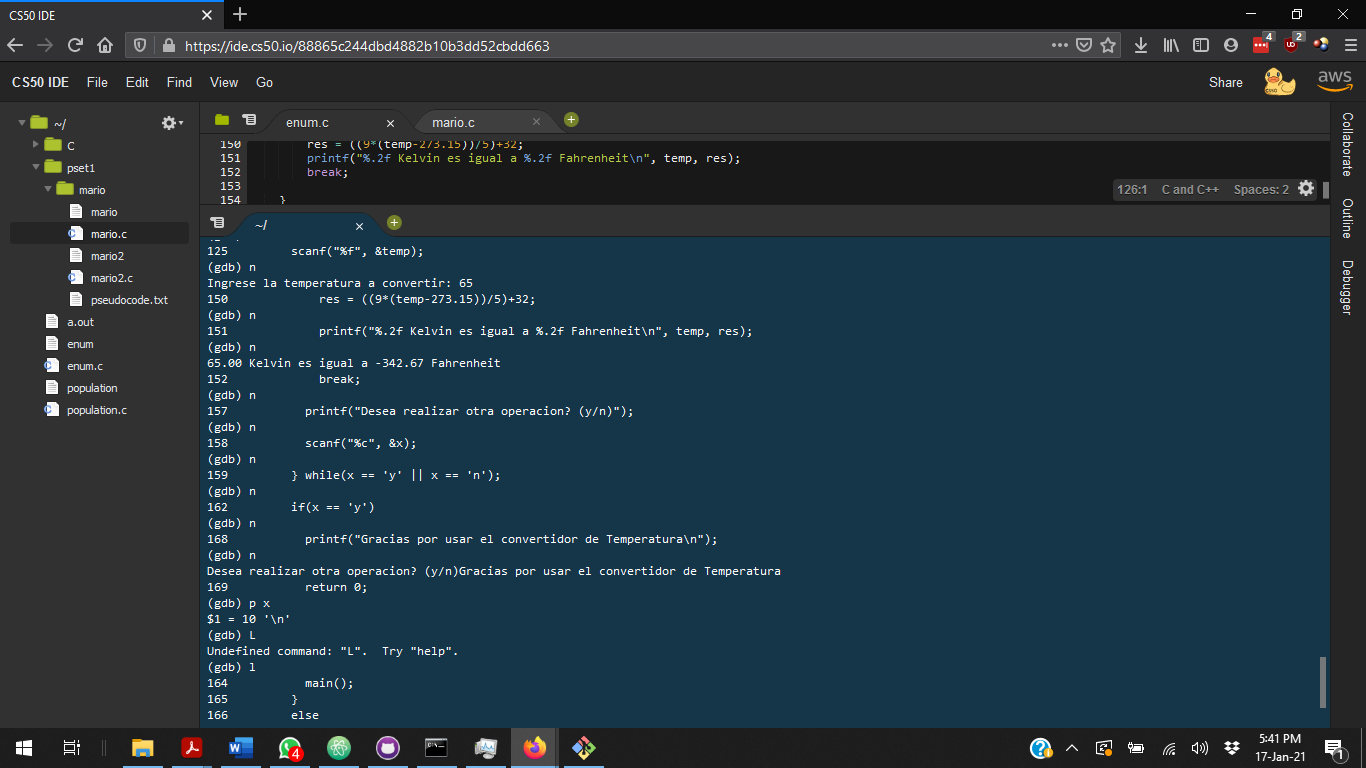 CS50 IDE
https://ide.cs50.io/88865c244dbd4882b10b3dd52cbdd663
4
2
CS50 IDE File Edit Find View Go Share aws
~/
C
pset1
mario
mario
mario.c
mario2
mario2.c
pseudocode.txt
a.out
enum
enum.c
population
population.c
enum.c mario.c
150 res = ((9*(temp-273.15))/5)+32;
151 printf("%.2f Kelvin es igual a %.2f Fahrenheit\n", temp, res);
152 break;
153
154 }
126:1 C and C++ Spaces: 2
Collaborate
Outline
Debugger
~/
125 scanf("%f", &temp);
(gdb) n
Ingrese la temperatura a convertir: 65
150 res = ((9*(temp-273.15))/5)+32;
(gdb) n
151 printf("%.2f Kelvin es igual a %.2f Fahrenheit\n", temp, res);
(gdb) n
65.00 Kelvin es igual a -342.67 Fahrenheit
152 break;
(gdb) n
157 printf("Desea realizar otra operacion? (y/n)");
(gdb) n
158 scanf("%c", &x);
(gdb) n
159 } while(x == 'y' || x == 'n');
(gdb) n
162 if(x == 'y')
(gdb) n
168 printf("Gracias por usar el convertidor de Temperatura\n");
(gdb) n
Desea realizar otra operacion? (y/n)Gracias por usar el convertidor de Temperatura
169 return 0;
(gdb) p x
$1 = 10 '\n'
(gdb) L
Undefined command: "L". Try "help".
(gdb) l
164 main();
165 }
166 else
4
5:41 PM
17-Jan-21
1